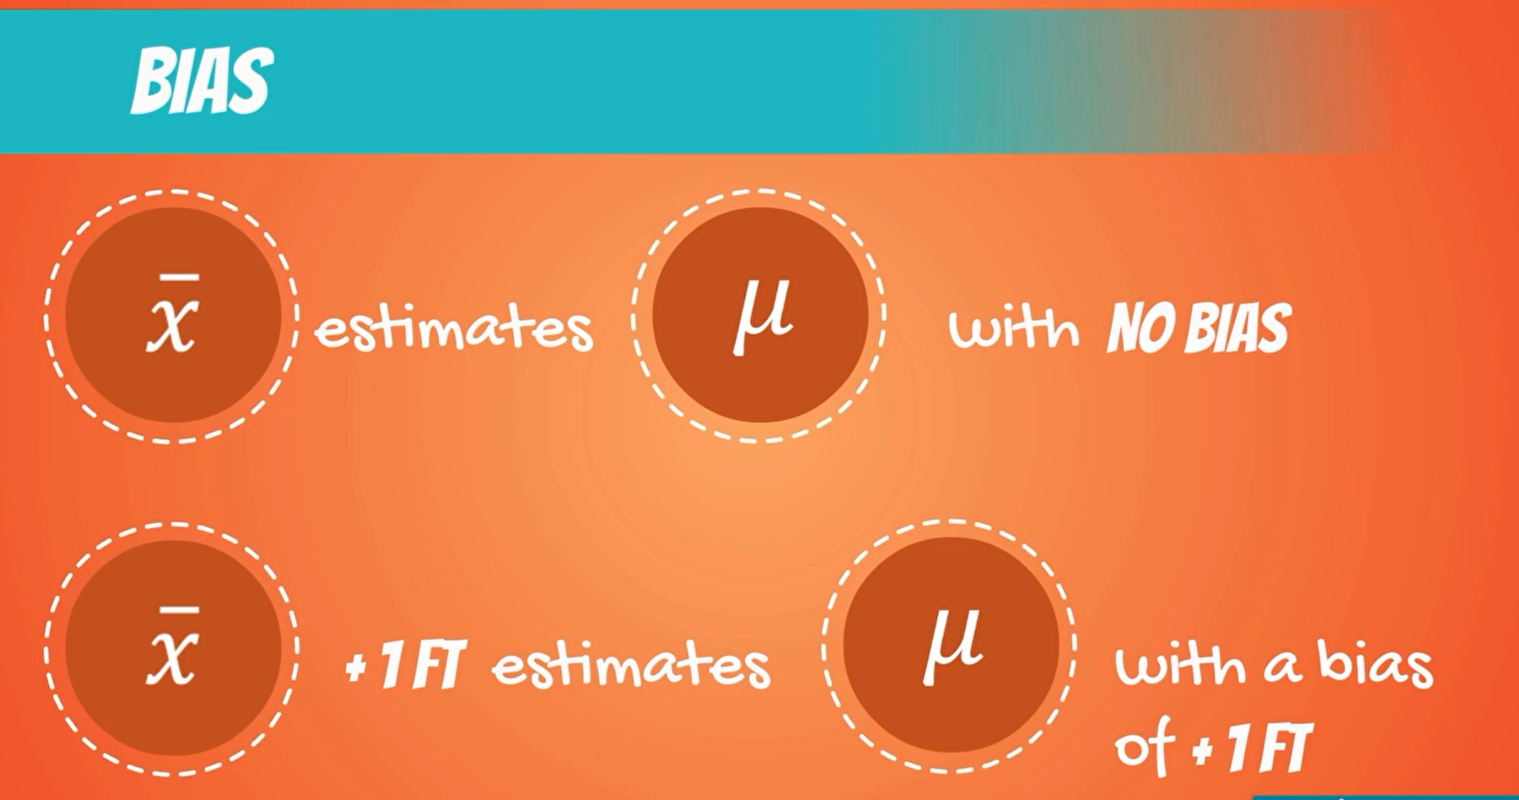 BIAS
x̄ estimates μ with NO BIAS
x̄ + 1 FT estimates μ with a bias
of + 1 FT